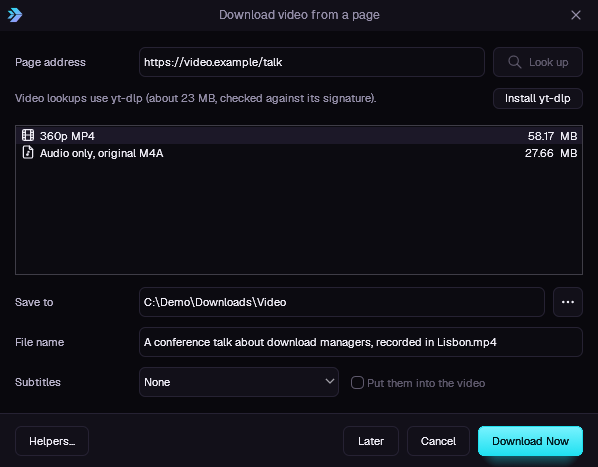 Download video from a page
Page address
https://video.example/talk
Look up
Video lookups use yt-dlp (about 23 MB, checked against its signature).
Install yt-dlp
360p MP4 58.17 MB
Audio only, original M4A 27.66 MB
Save to
C:\Demo\Downloads\Video
...
File name
A conference talk about download managers, recorded in Lisbon.mp4
Subtitles
None
Put them into the video
Helpers...
Later
Cancel
Download Now